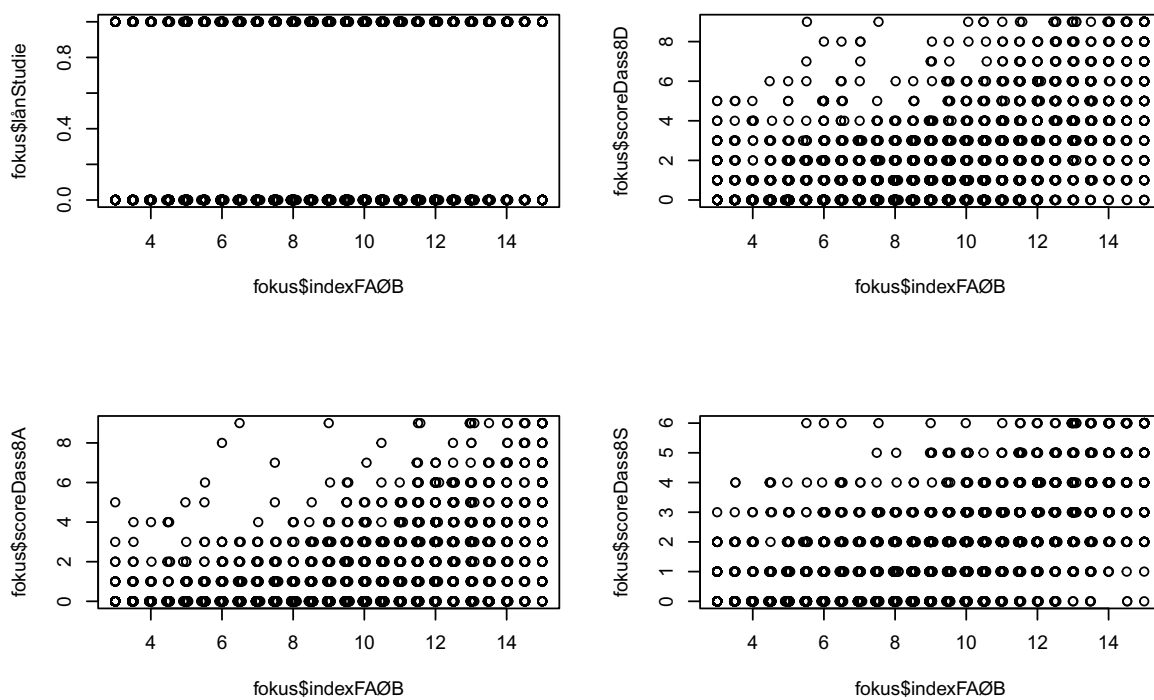 fokus$lånStudie
0.0 0.4 0.8
4 6 8 10 12 14
fokus$indexFAØB
fokus$scoreDass8D
0 2 4 6 8
4 6 8 10 12 14
fokus$indexFAØB
fokus$scoreDass8A
0 2 4 6 8
4 6 8 10 12 14
fokus$indexFAØB
fokus$scoreDass8S
0 1 2 3 4 5 6
4 6 8 10 12 14
fokus$indexFAØB